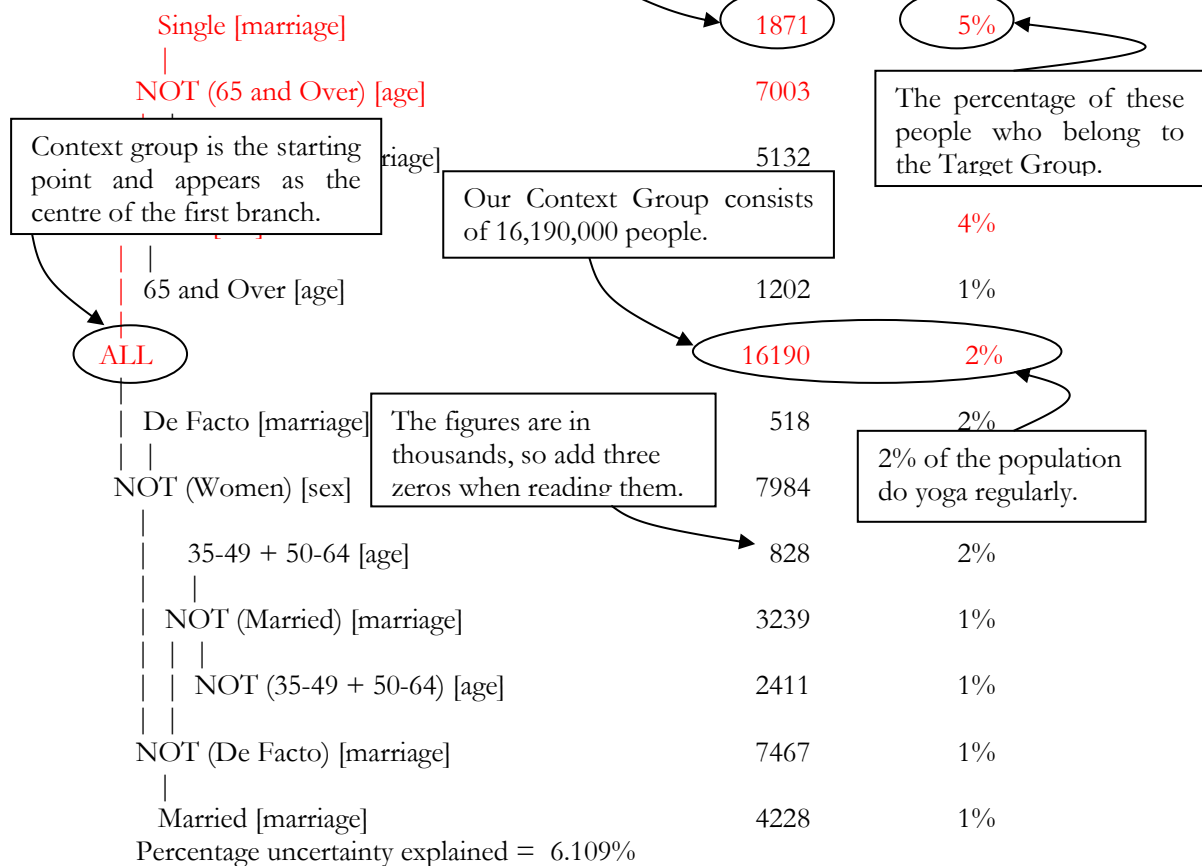 Single [marriage] 1871 5%
NOT (65 and Over) [age] 7003
The percentage of these
people who belong to
the Target Group.
Context group is the starting
point and appears as the
centre of the first branch.
riage] 5132
Our Context Group consists
of 16,190,000 people.
4%
65 and Over [age] 1202 1%
ALL 16190 2%
De Facto [marriage] 518 2%
The figures are in
thousands, so add three
zeros when reading them.
2% of the population
do yoga regularly.
NOT (Women) [sex] 7984
35-49 + 50-64 [age] 828 2%
NOT (Married) [marriage] 3239 1%
NOT (35-49 + 50-64) [age] 2411 1%
NOT (De Facto) [marriage] 7467 1%
Married [marriage] 4228 1%
Percentage uncertainty explained = 6.109%